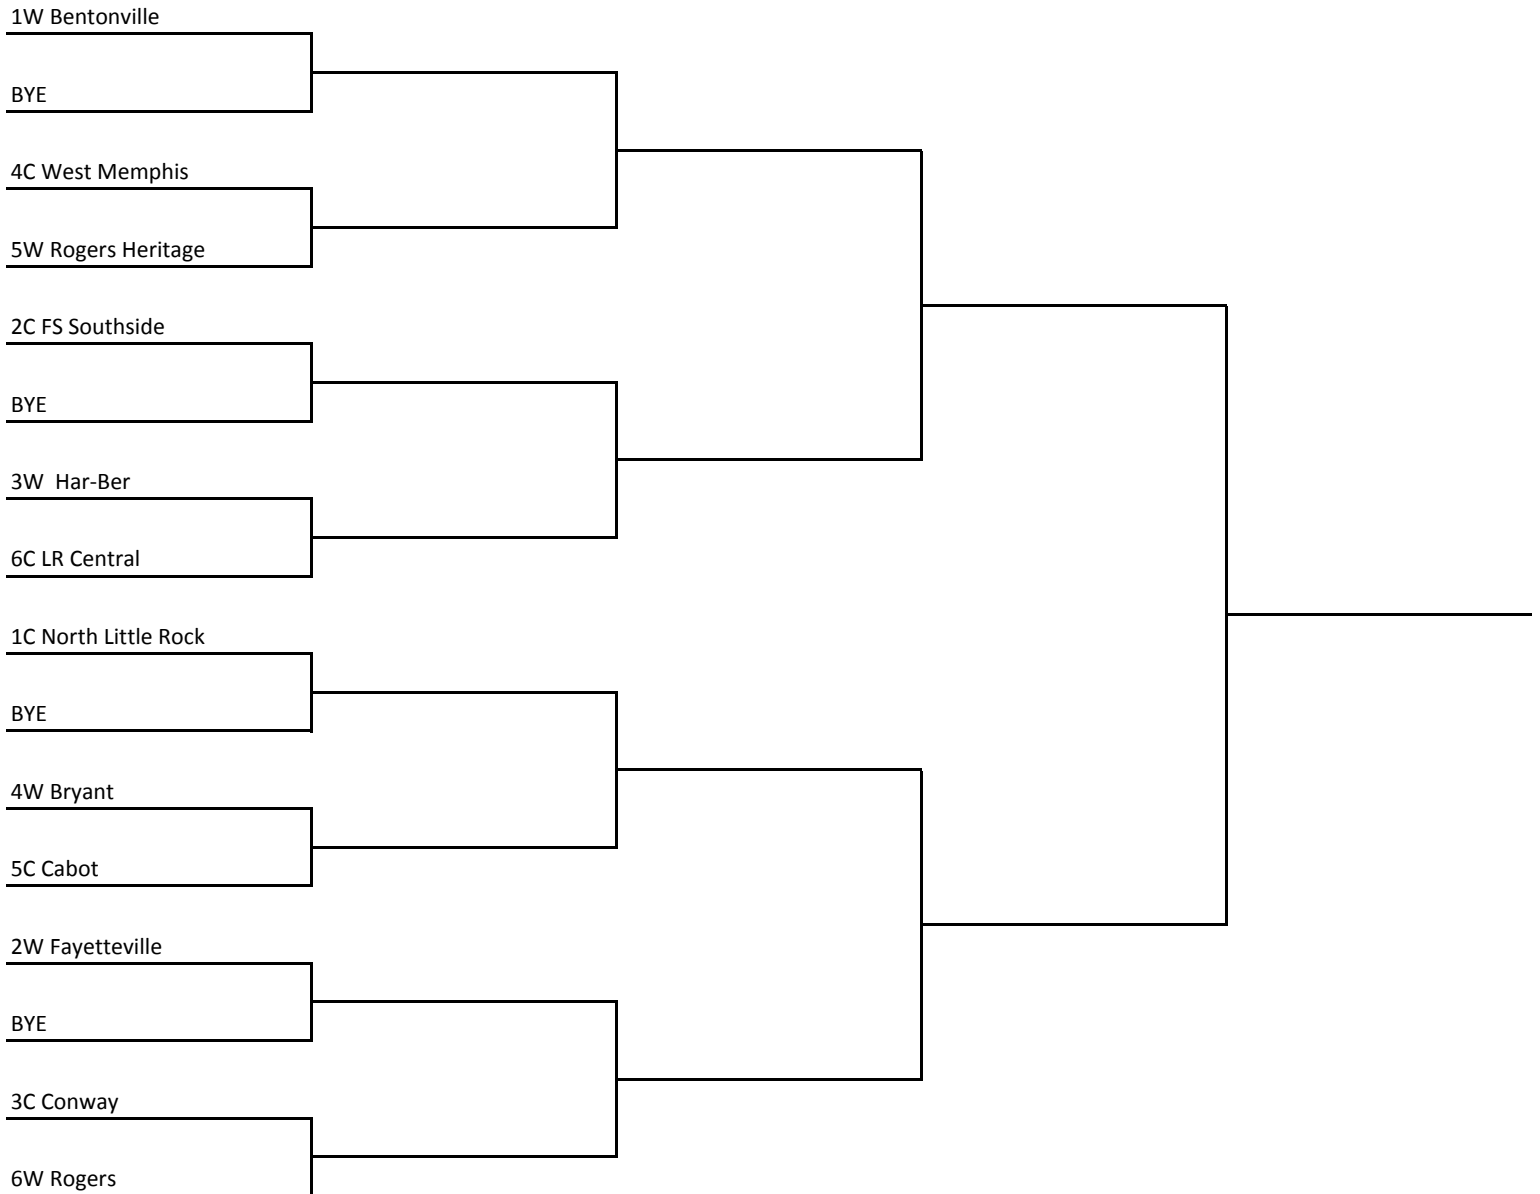 1W Bentonville
BYE
4C West Memphis
5W Rogers Heritage
2C FS Southside
BYE
3W  Har-Ber
6C LR Central
1C North Little Rock
BYE
4W Bryant
5C Cabot
2W Fayetteville
BYE
3C Conway
6W Rogers